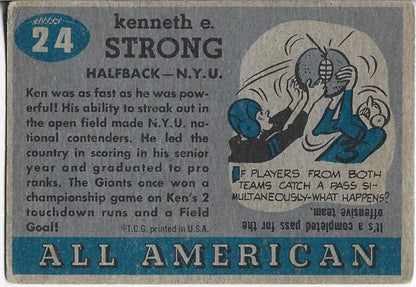 24
kenneth e.
STRONG
HALFBACK—N.Y.U.
Ken was as fast as he was pow-
erful! His ability to streak out in
the open field made N.Y.U. na-
tional contenders. He led the
country in scoring in his senior
year and graduated to pro
ranks. The Giants once won a
championship game on Ken's 2
touchdown runs and a Field
Goal!
©T.C.G. printed in U.S.A.
IF PLAYERS FROM BOTH
TEAMS CATCH A PASS SI-
MULTANEOUSLY-WHAT HAPPENS?
It's a completed pass for the
offensive team.
ALL AMERICAN